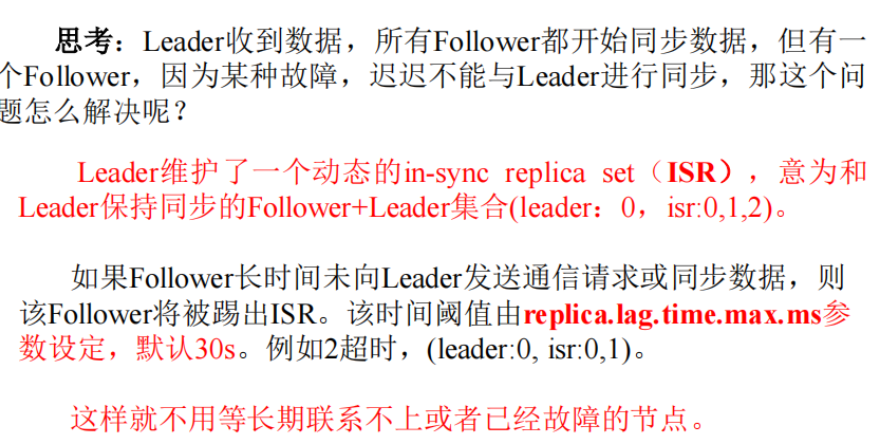 思考：Leader收到数据，所有Follower都开始同步数据，但有一
个Follower，因为某种故障，迟迟不能与Leader进行同步，那这个问
题怎么解决呢？
Leader维护了一个动态的in-sync replica set（ISR），意为和
Leader保持同步的Follower+Leader集合(leader：0，isr:0,1,2)。
如果Follower长时间未向Leader发送通信请求或同步数据，则
该Follower将被踢出ISR。该时间阈值由replica.lag.time.max.ms参
数设定，默认30s。例如2超时，(leader:0, isr:0,1)。
这样就不用等长期联系不上或者已经故障的节点。